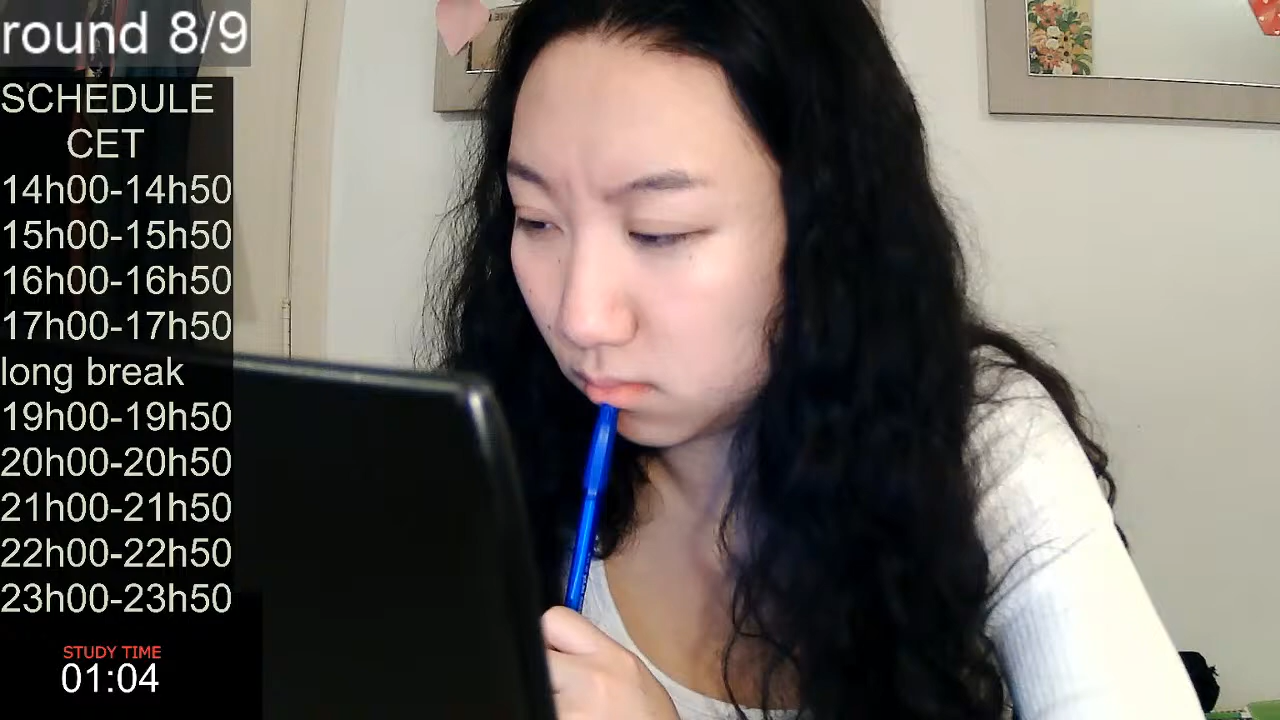 round 8/9
SCHEDULE
CET
14h00-14h50
15h00-15h50
16h00-16h50
17h00-17h50
long break
19h00-19h50
20h00-20h50
21h00-21h50
22h00-22h50
23h00-23h50
STUDY TIME
01:04